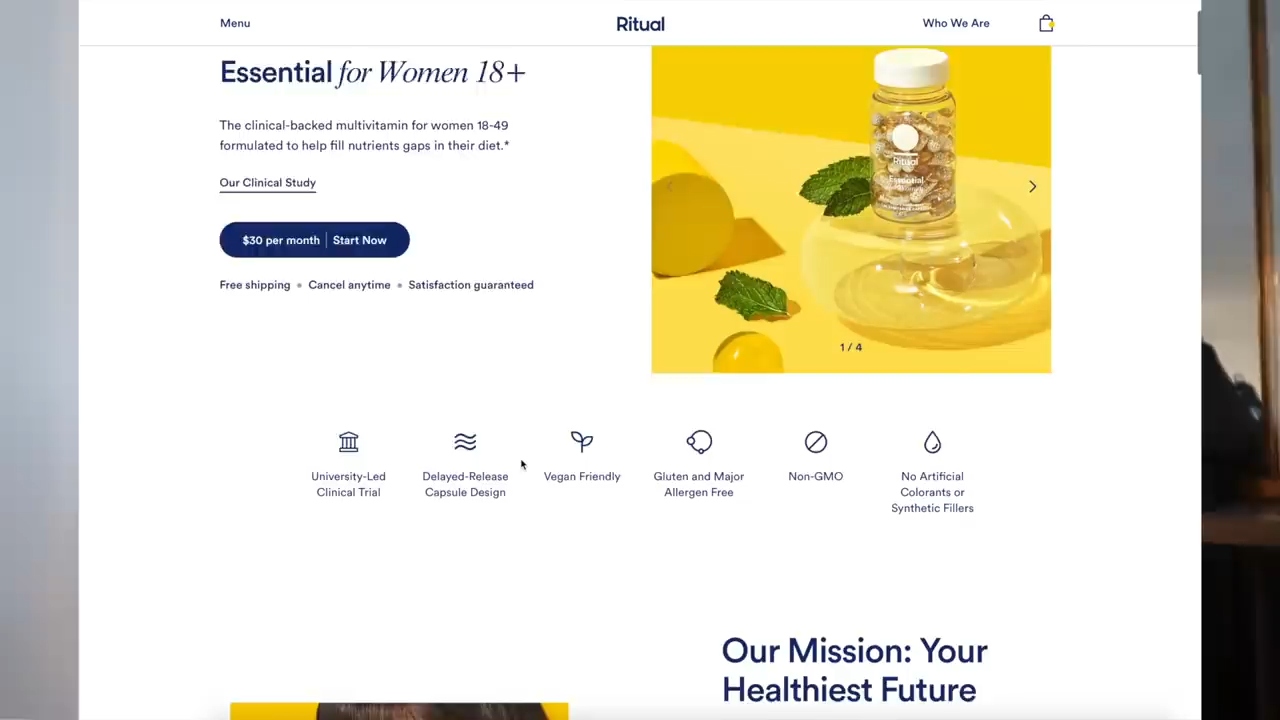 Menu
Ritual
Who We Are
Essential for Women 18+
The clinical-backed multivitamin for women 18-49
formulated to help fill nutrients gaps in their diet.*
Our Clinical Study
$30 per month | Start Now
Free shipping • Cancel anytime • Satisfaction guaranteed
Ritual
Essential
1 / 4
University-Led
Clinical Trial
Delayed-Release
Capsule Design
Vegan Friendly
Gluten and Major
Allergen Free
Non-GMO
No Artificial
Colorants or
Synthetic Fillers
Our Mission: Your
Healthiest Future